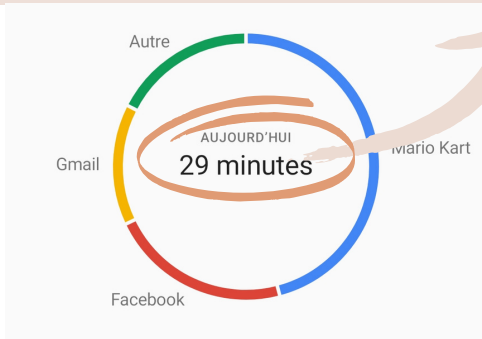 Autre
AUJOURD'HUI
29 minutes
Mario Kart
Gmail
Facebook